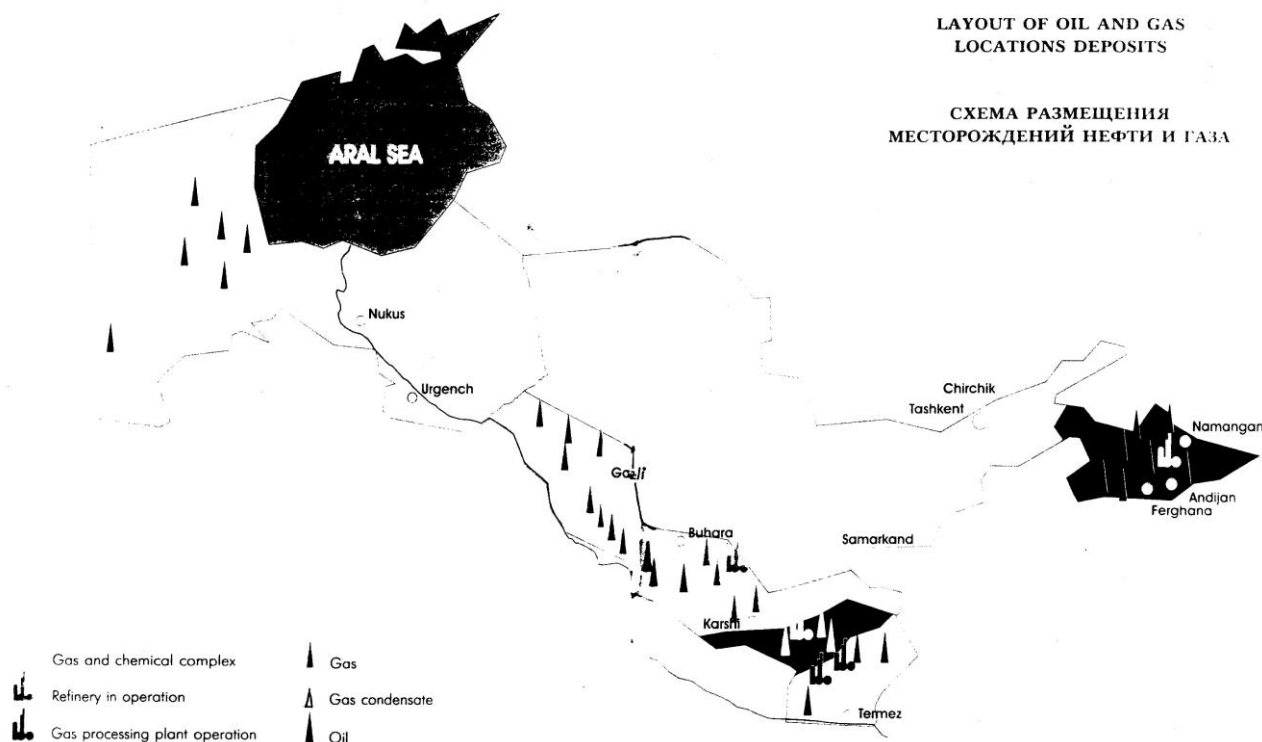 LAYOUT OF OIL AND GAS
LOCATIONS DEPOSITS
СХЕМА РАЗМЕЩЕНИЯ
МЕСТОРОЖДЕНИЙ НЕФТИ И ГАЗА
ARAL SEA
Nukus
Urgench
Chirchik
Tashkent
Namangan
Andijan
Ferghana
Gazli
Buhara
Samarkand
Karshi
Termez
Gas and chemical complex
Refinery in operation
Gas processing plant operation
Gas
Gas condensate
Oil